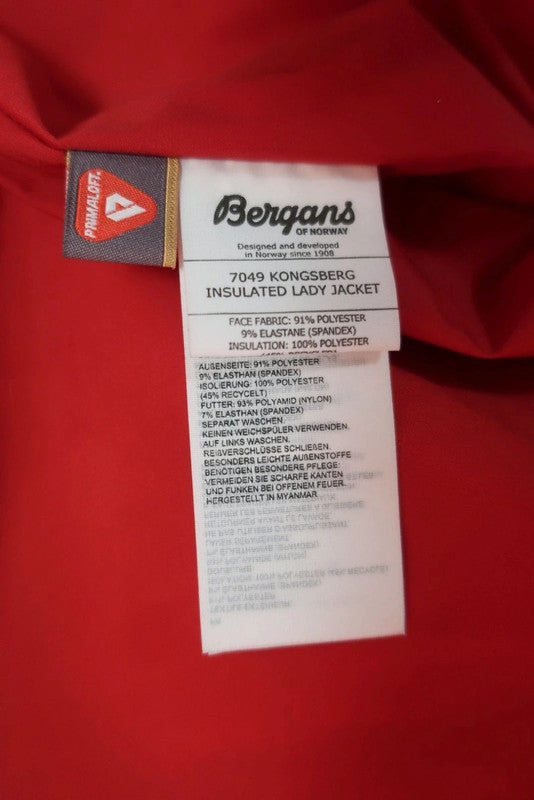 PRIMALOFT®
Bergans
OF NORWAY
Designed and developed
in Norway since 1908
7049 KONGSBERG
INSULATED LADY JACKET
FACE FABRIC: 91% POLYESTER
9% ELASTANE (SPANDEX)
INSULATION: 100% POLYESTER
AUßENSEITE: 91% POLYESTER
9% ELASTHAN (SPANDEX)
ISOLIERUNG: 100% POLYESTER
(45% RECYCELT)
FUTTER: 93% POLYAMID (NYLON)
7% ELASTHAN (SPANDEX)
SEPARAT WASCHEN.
KEINEN WEICHSPÜLER VERWENDEN.
AUF LINKS WASCHEN.
REIßVERSCHLÜSSE SCHLIEßEN.
BESONDERS LEICHTE AUßENSTOFFE
BENÖTIGEN BESONDERE PFLEGE:
VERMEIDEN SIE SCHARFE KANTEN
UND FUNKEN BEI OFFENEM FEUER.
HERGESTELLT IN MYANMAR